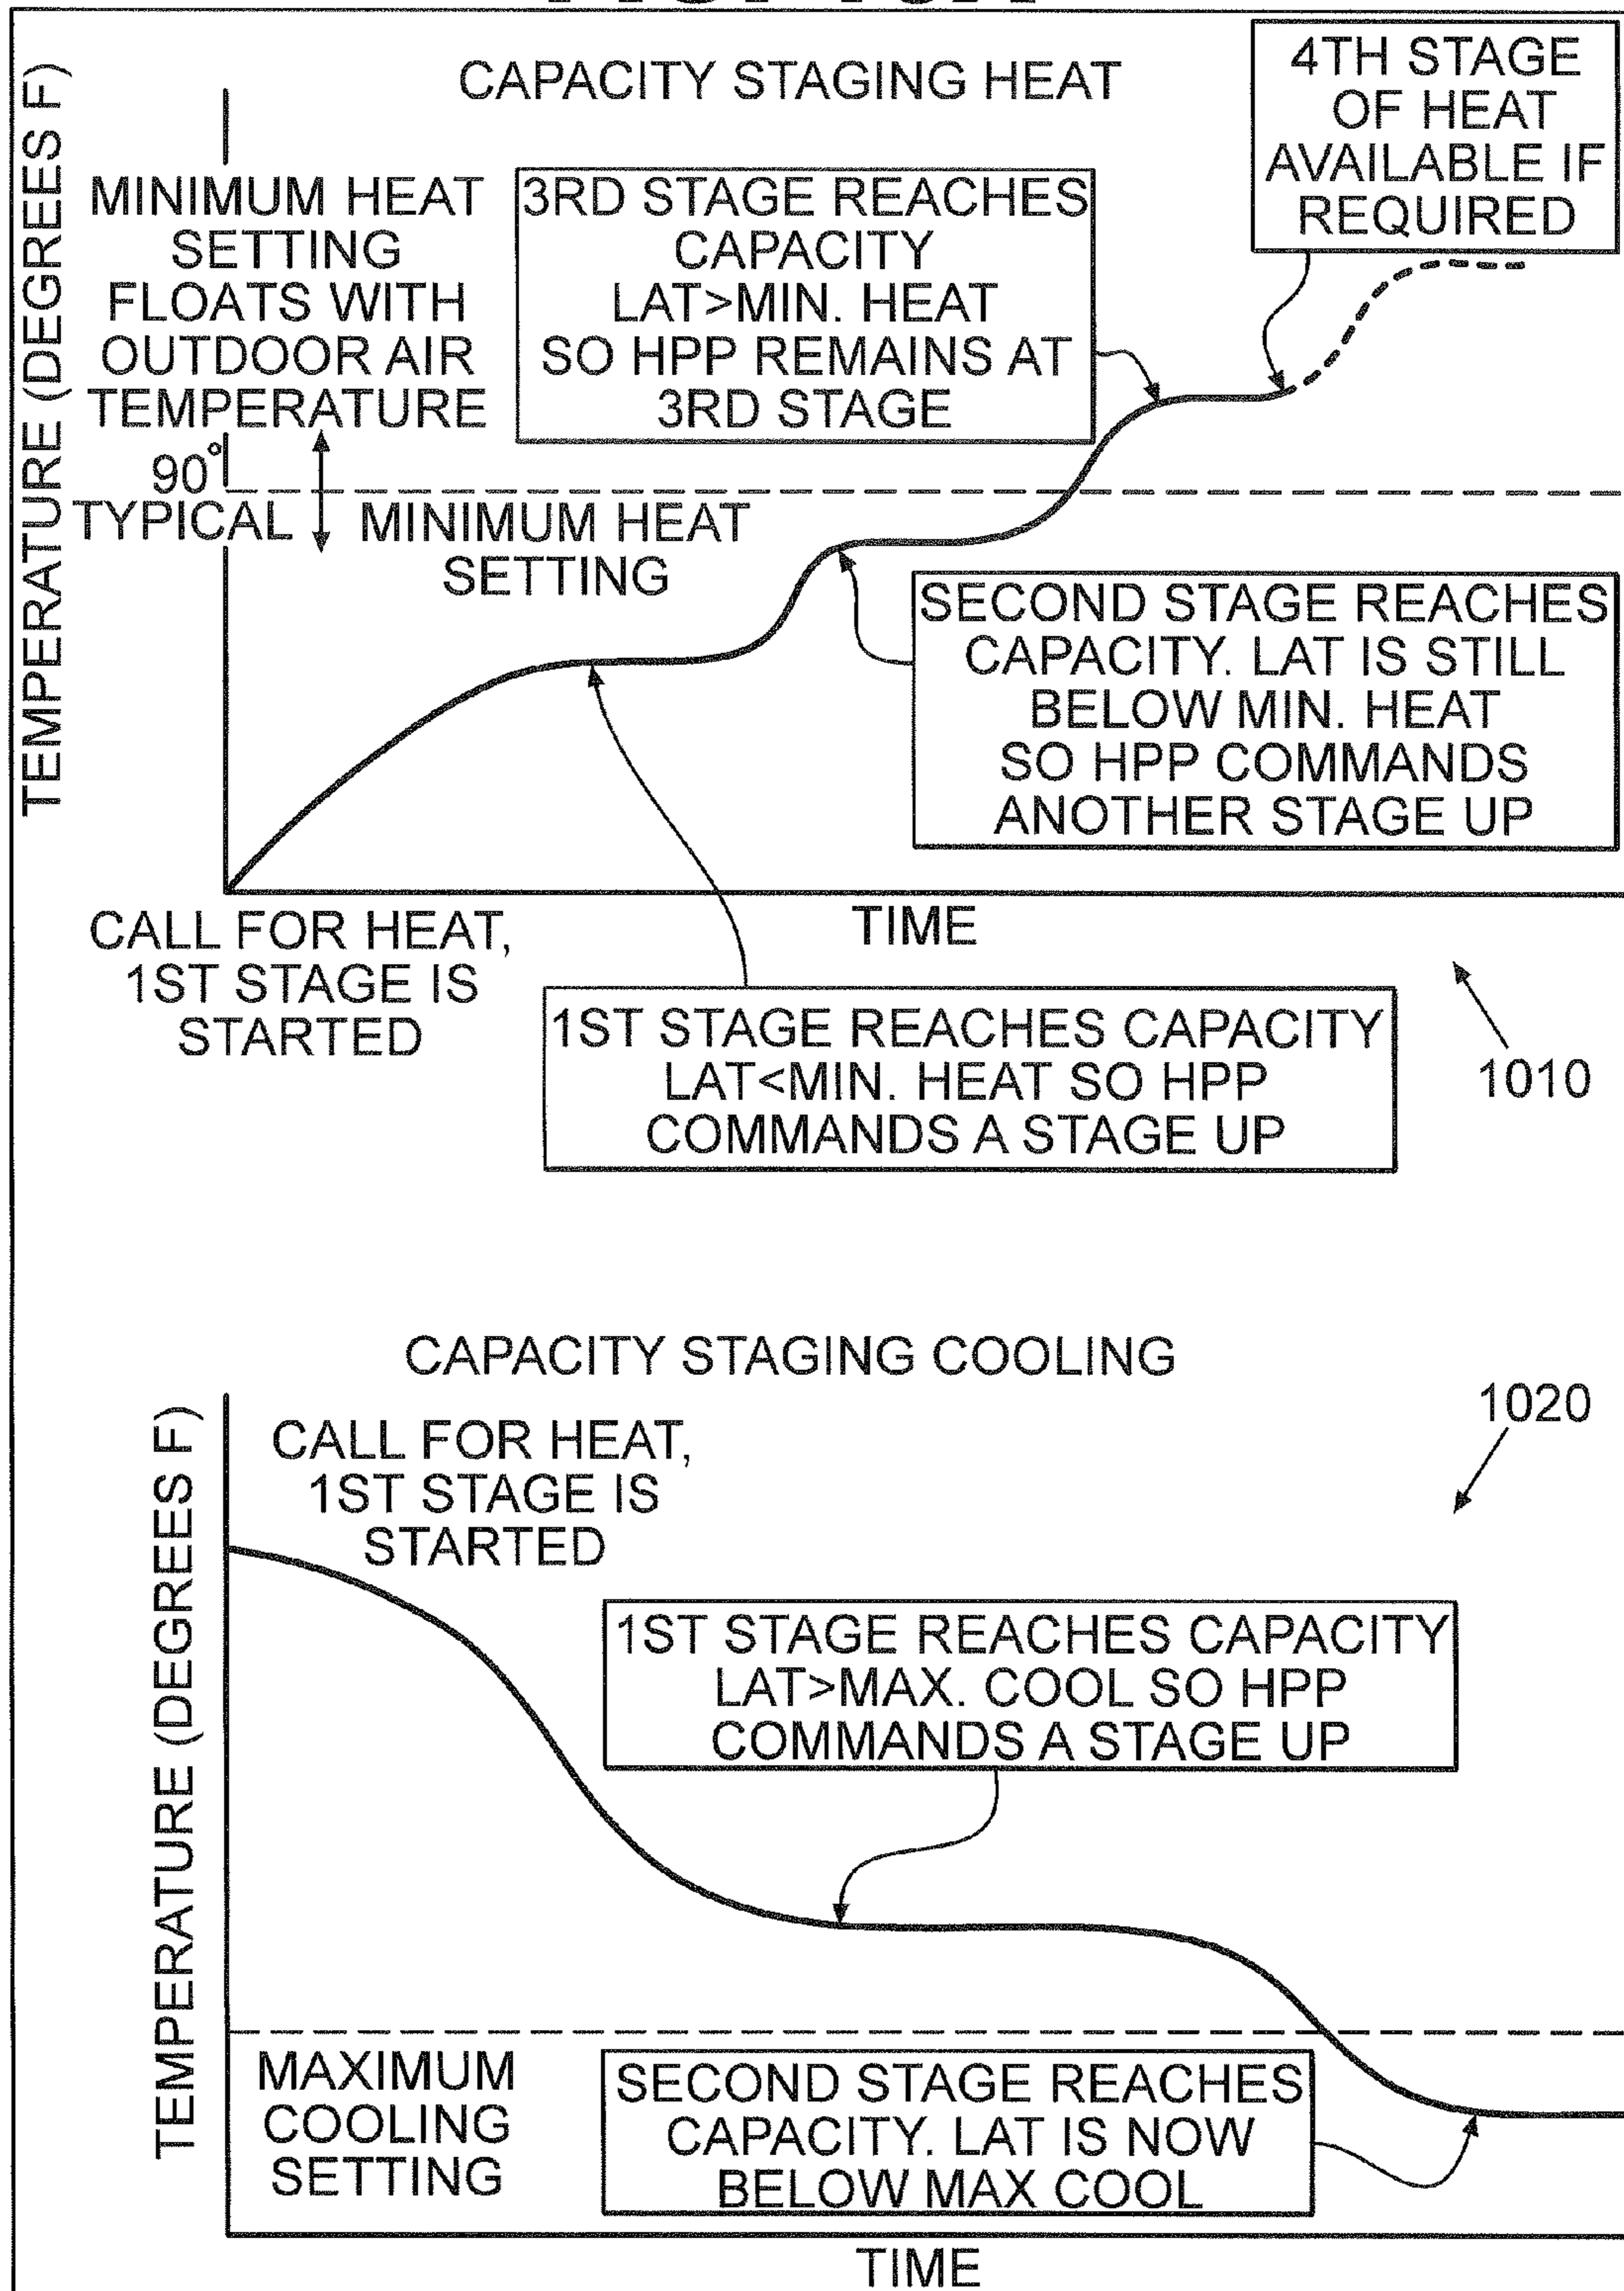 CAPACITY STAGING HEAT
4TH STAGE
OF HEAT
AVAILABLE IF
REQUIRED
TEMPERATURE (DEGREES F)
MINIMUM HEAT
SETTING
FLOATS WITH
OUTDOOR AIR
TEMPERATURE
3RD STAGE REACHES
CAPACITY
LAT>MIN. HEAT
SO HPP REMAINS AT
3RD STAGE
90°
TYPICAL
MINIMUM HEAT
SETTING
SECOND STAGE REACHES
CAPACITY. LAT IS STILL
BELOW MIN. HEAT
SO HPP COMMANDS
ANOTHER STAGE UP
TIME
CALL FOR HEAT,
1ST STAGE IS
STARTED
1ST STAGE REACHES CAPACITY
LAT<MIN. HEAT SO HPP
COMMANDS A STAGE UP
1010
CAPACITY STAGING COOLING
1020
TEMPERATURE (DEGREES F)
CALL FOR HEAT,
1ST STAGE IS
STARTED
1ST STAGE REACHES CAPACITY
LAT>MAX. COOL SO HPP
COMMANDS A STAGE UP
MAXIMUM
COOLING
SETTING
SECOND STAGE REACHES
CAPACITY. LAT IS NOW
BELOW MAX COOL
TIME